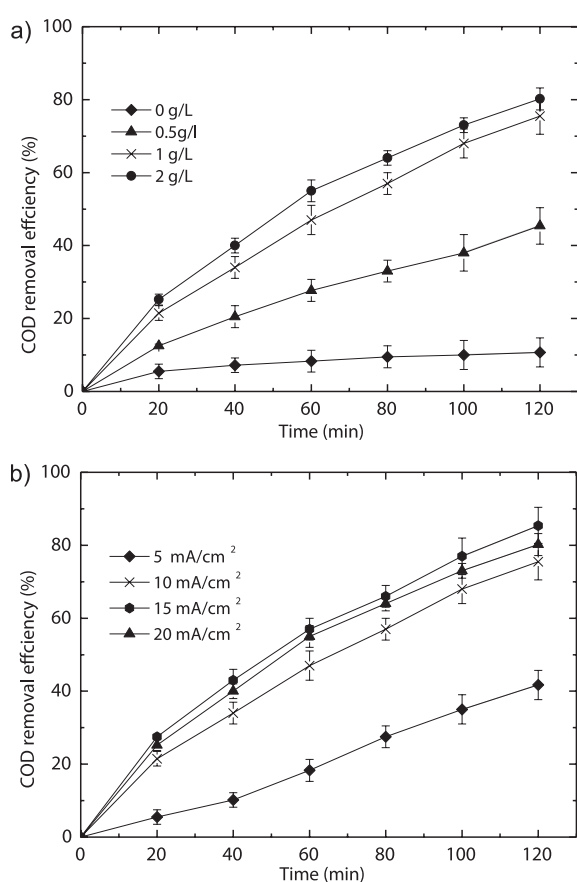 a)
100
80
60
40
20
0
COD removal effciency (%)
0 g/L
0.5g/l
1 g/L
2 g/L
0 20 40 60 80 100 120
Time (min)
b)
100
80
60
40
20
0
COD removal effciency (%)
5 mA/cm 2
10 mA/cm 2
15 mA/cm 2
20 mA/cm 2
0 20 40 60 80 100 120
Time (min)